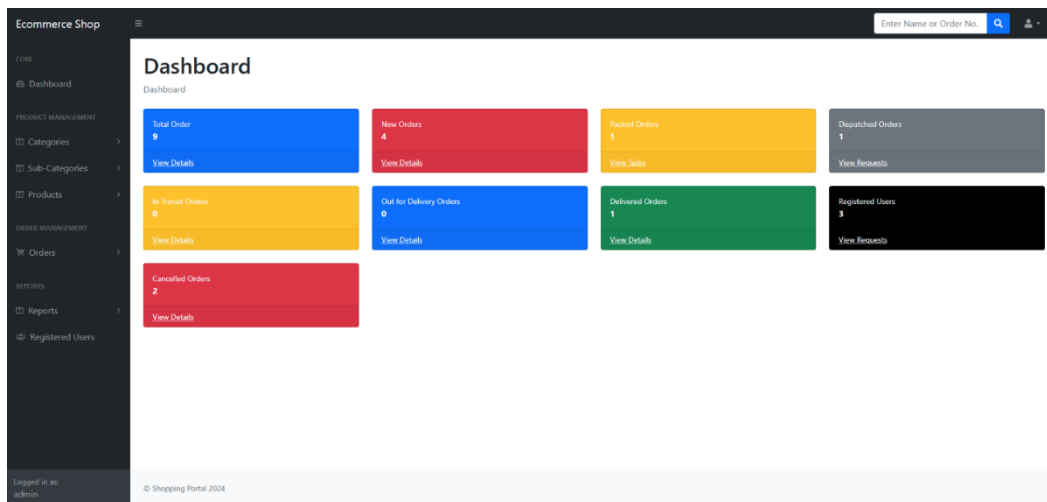 Ecommerce Shop
Enter Name or Order No.
CORE
Dashboard
PRODUCT MANAGEMENT
Categories
Sub-Categories
Products
ORDER MANAGEMENT
Orders
REPORTS
Reports
Registered Users
Logged in as:
admin
Dashboard
Dashboard
Total Order
9
View Details
New Orders
4
View Details
Packed Orders
1
View Tasks
Dispatched Orders
1
View Requests
In Transit Orders
0
View Details
Out for Delivery Orders
0
View Details
Delivered Orders
1
View Details
Registered Users
3
View Requests
Cancelled Orders
2
View Details
© Shopping Portal 2024